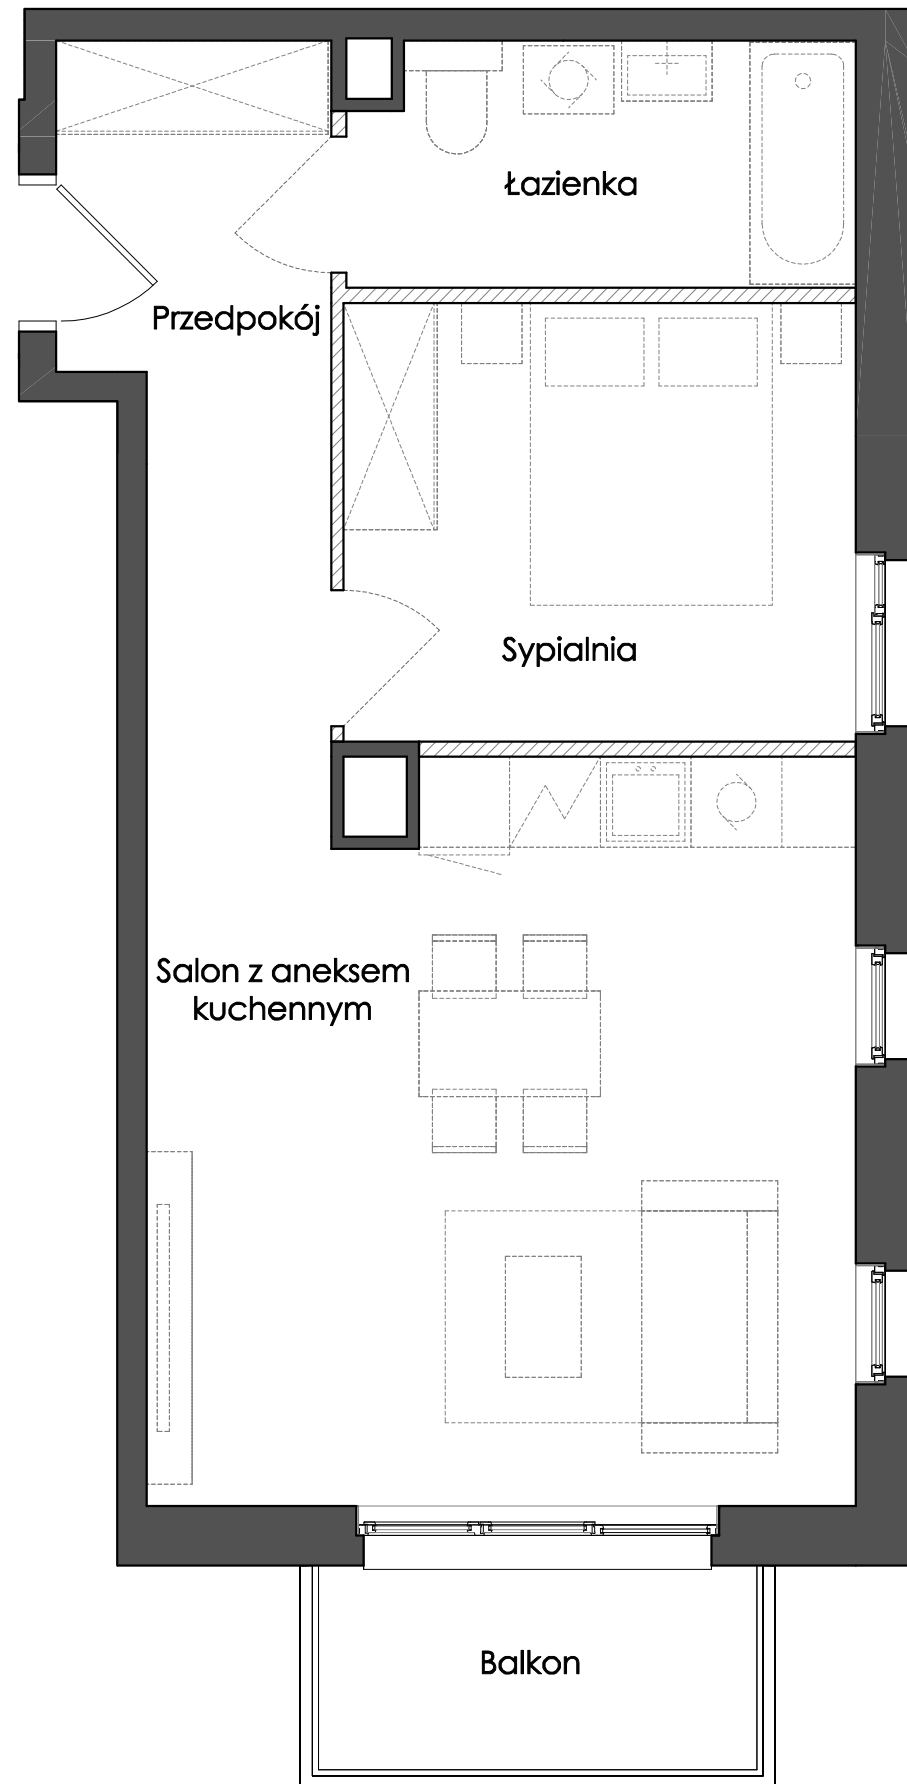 Łazienka
Przedpokój
Sypialnia
Salon z aneksem
kuchennym
Balkon